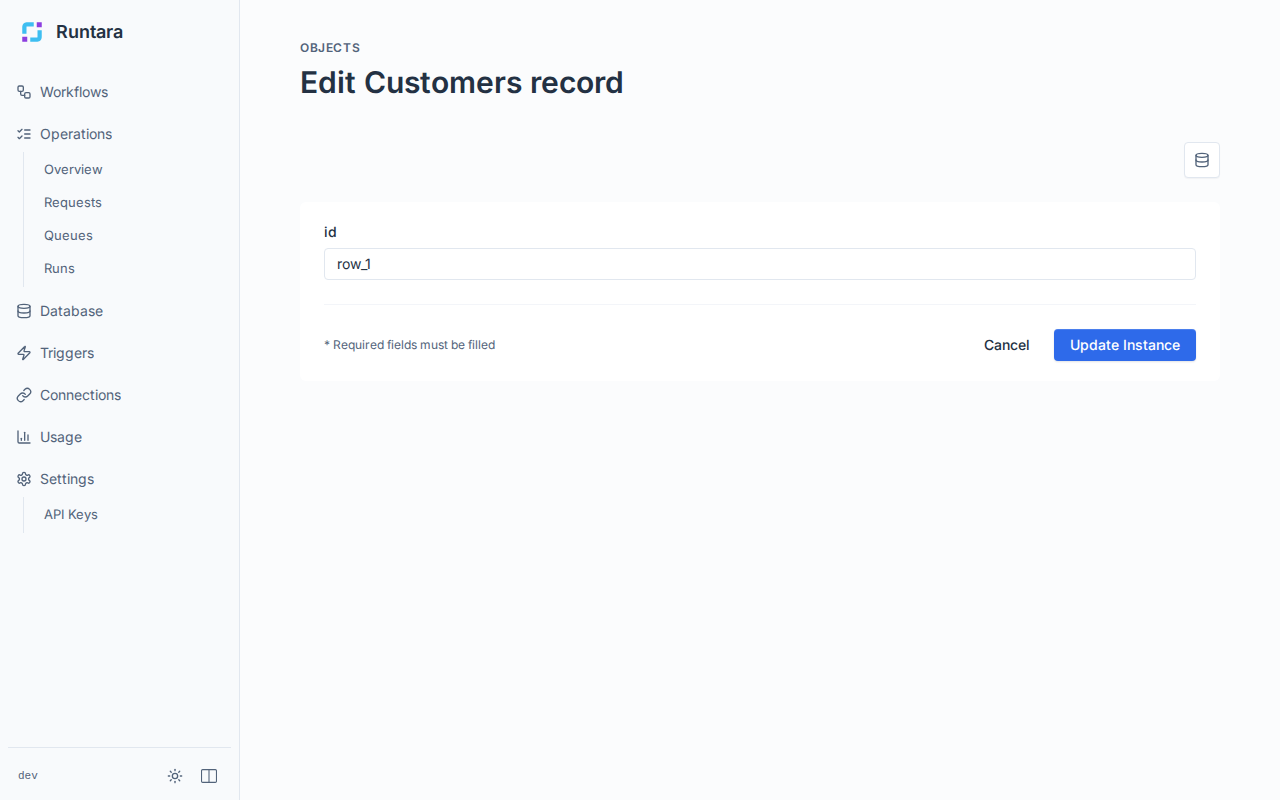 Runtara
Workflows
Operations
Overview
Requests
Queues
Runs
Database
Triggers
Connections
Usage
Settings
API Keys
dev
OBJECTS
Edit Customers record
id
row_1
* Required fields must be filled
Cancel
Update Instance